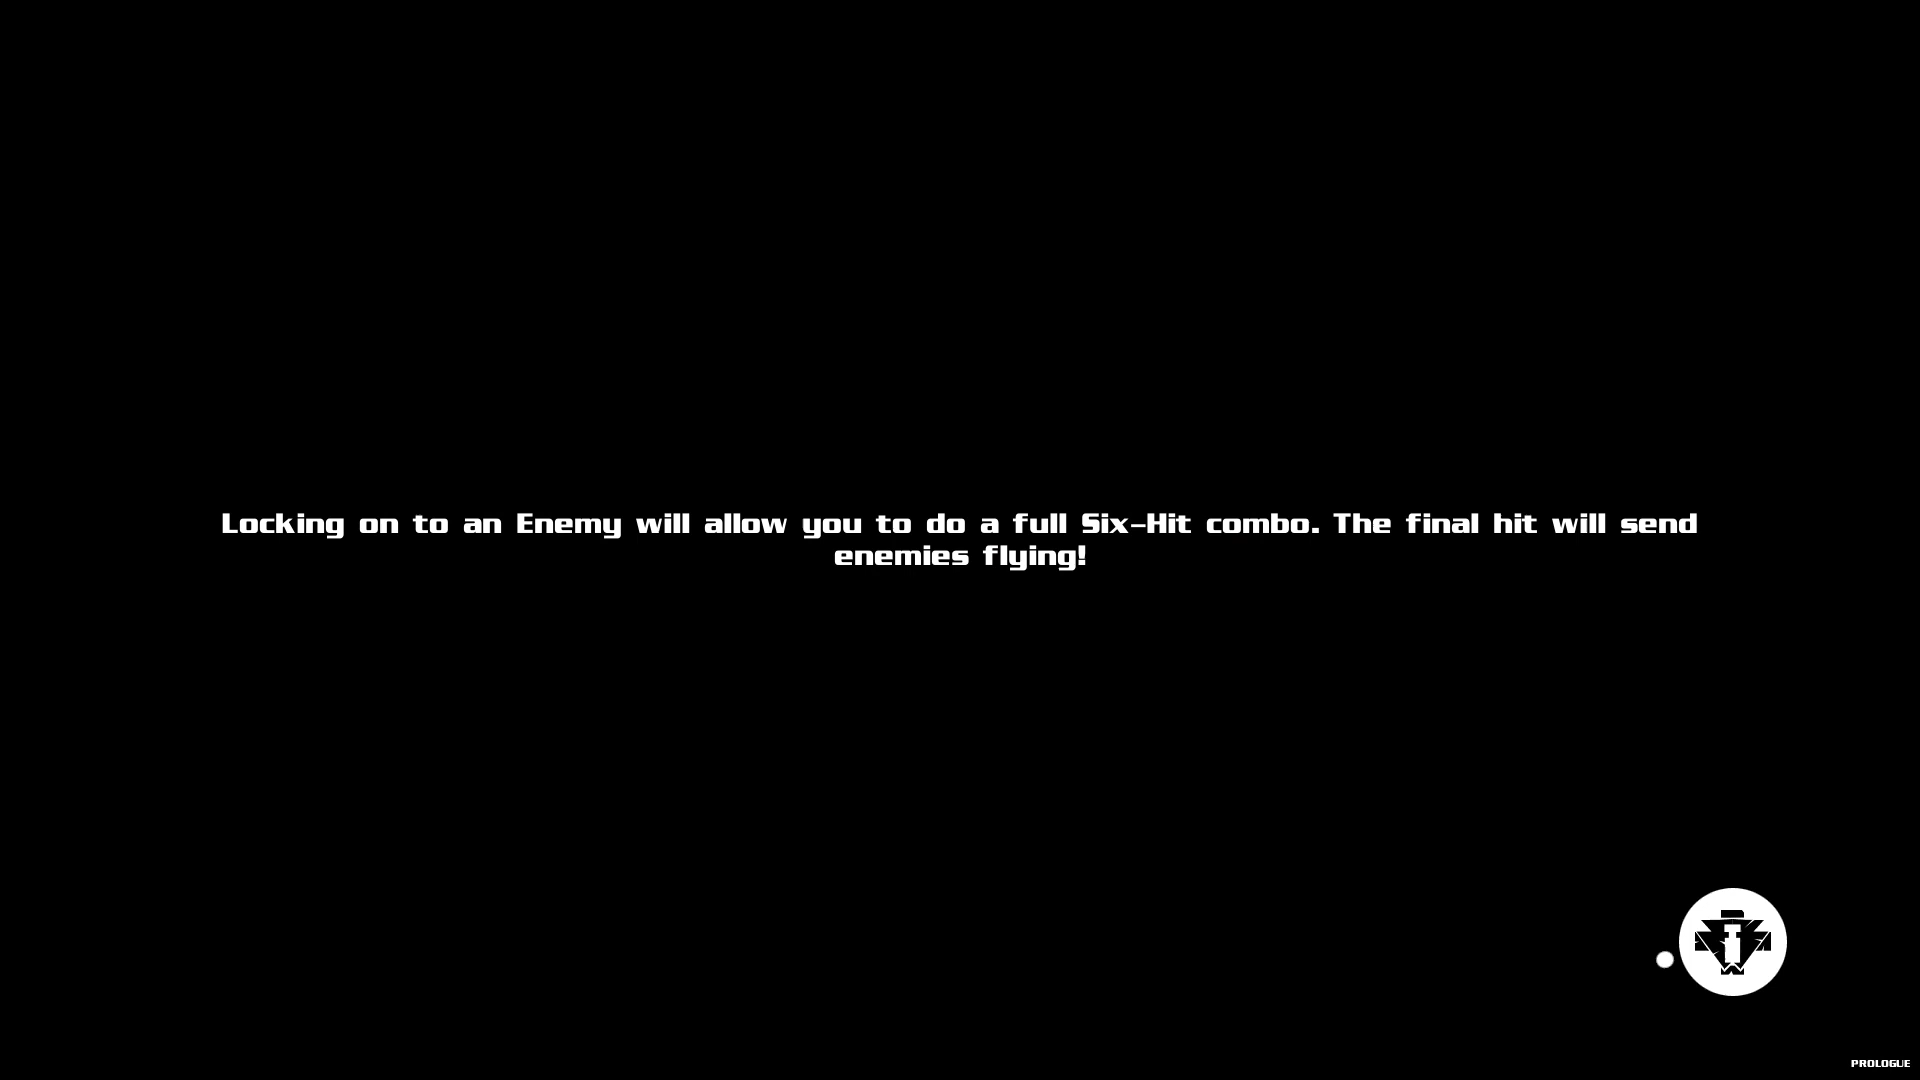 Locking on to an Enemy will allow you to do a full Six-Hit combo. The final hit will send
enemies flying!
PROLOGUE